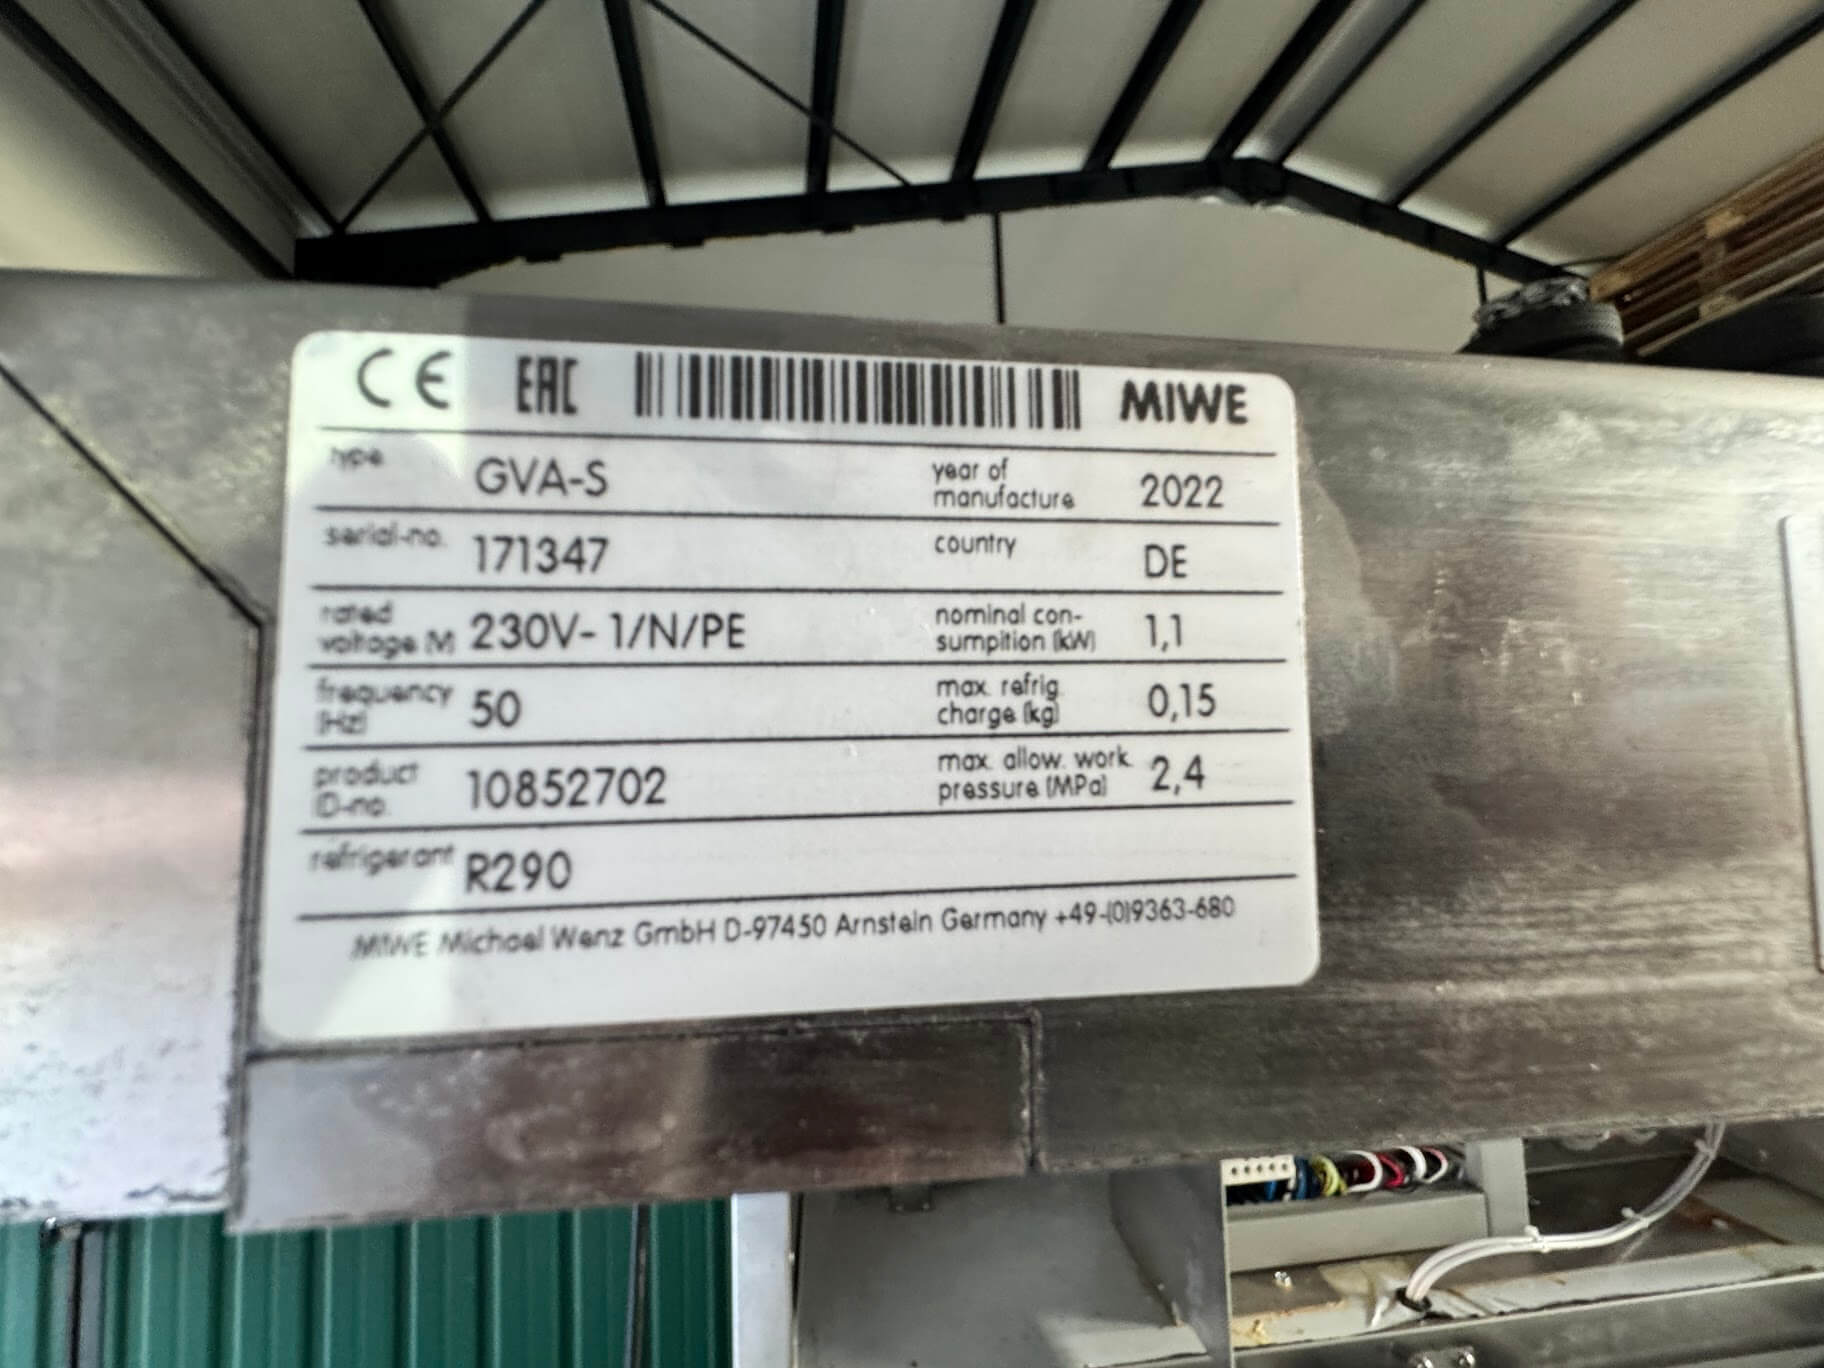 CE EAC MIWE
type GVA-S year of manufacture 2022
serial-no. 171347 country DE
rated voltage (V) 230V- 1/N/PE nominal con-sumpition (kW) 1,1
frequency (Hz) 50 max. refrig. charge (kg) 0,15
product ID-no. 10852702 max. allow. work. pressure (MPa) 2,4
refrigerant R290
MIWE Michael Wenz GmbH D-97450 Arnstein Germany +49-(0)9363-680